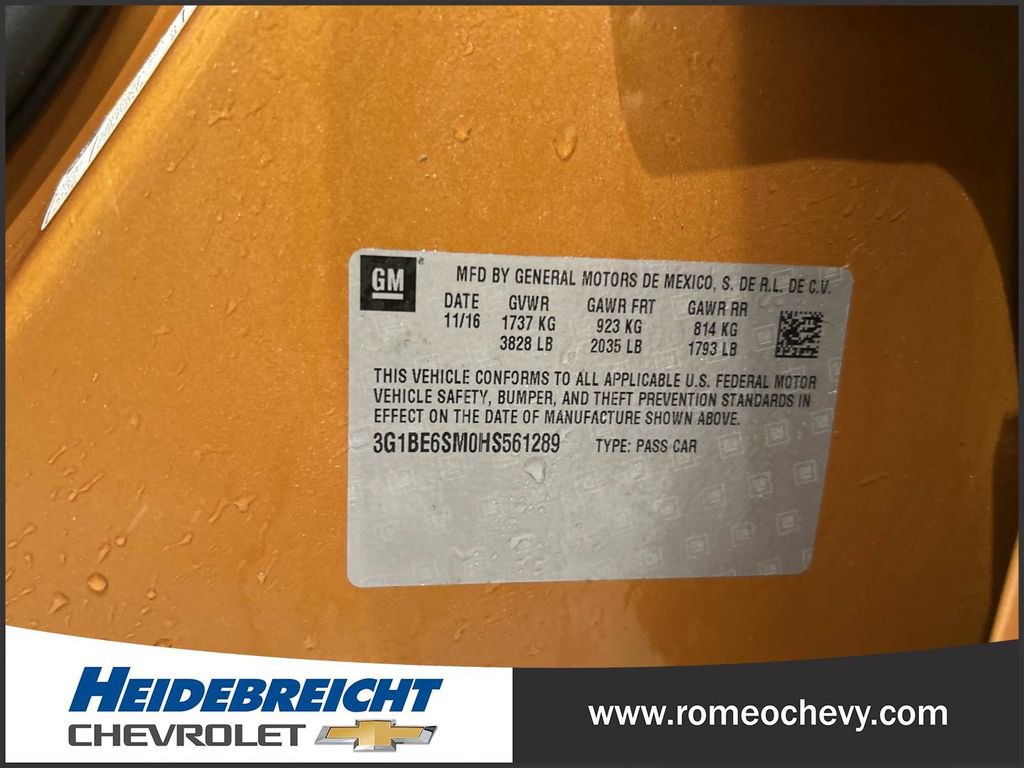 GM
MFD BY GENERAL MOTORS DE MEXICO, S. DE R.L. DE C.V.
DATE GVWR GAWR FRT GAWR RR
11/16 1737 KG 923 KG 814 KG
3828 LB 2035 LB 1793 LB
THIS VEHICLE CONFORMS TO ALL APPLICABLE U.S. FEDERAL MOTOR
VEHICLE SAFETY, BUMPER, AND THEFT PREVENTION STANDARDS IN
EFFECT ON THE DATE OF MANUFACTURE SHOWN ABOVE.
3G1BE6SM0HS561289 TYPE: PASS CAR
HEIDEBREICHT
CHEVROLET
www.romeochevy.com